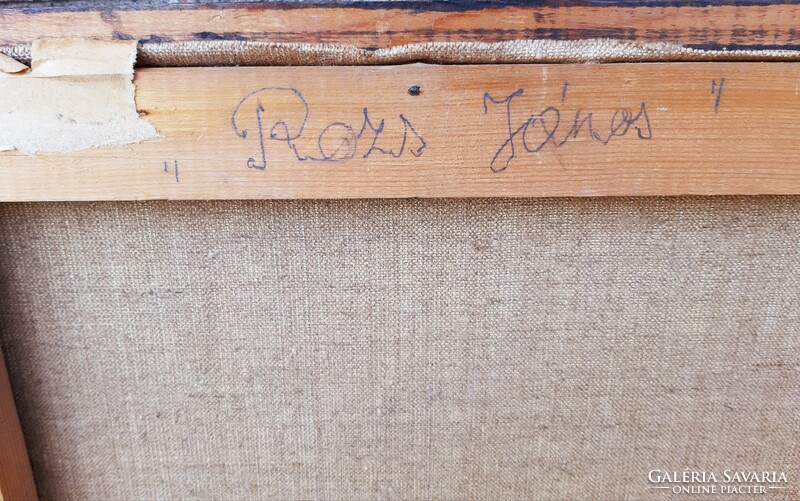 „ Rozs János "
GALÉRIA SAVARIA
ONLINE PIACTÉR